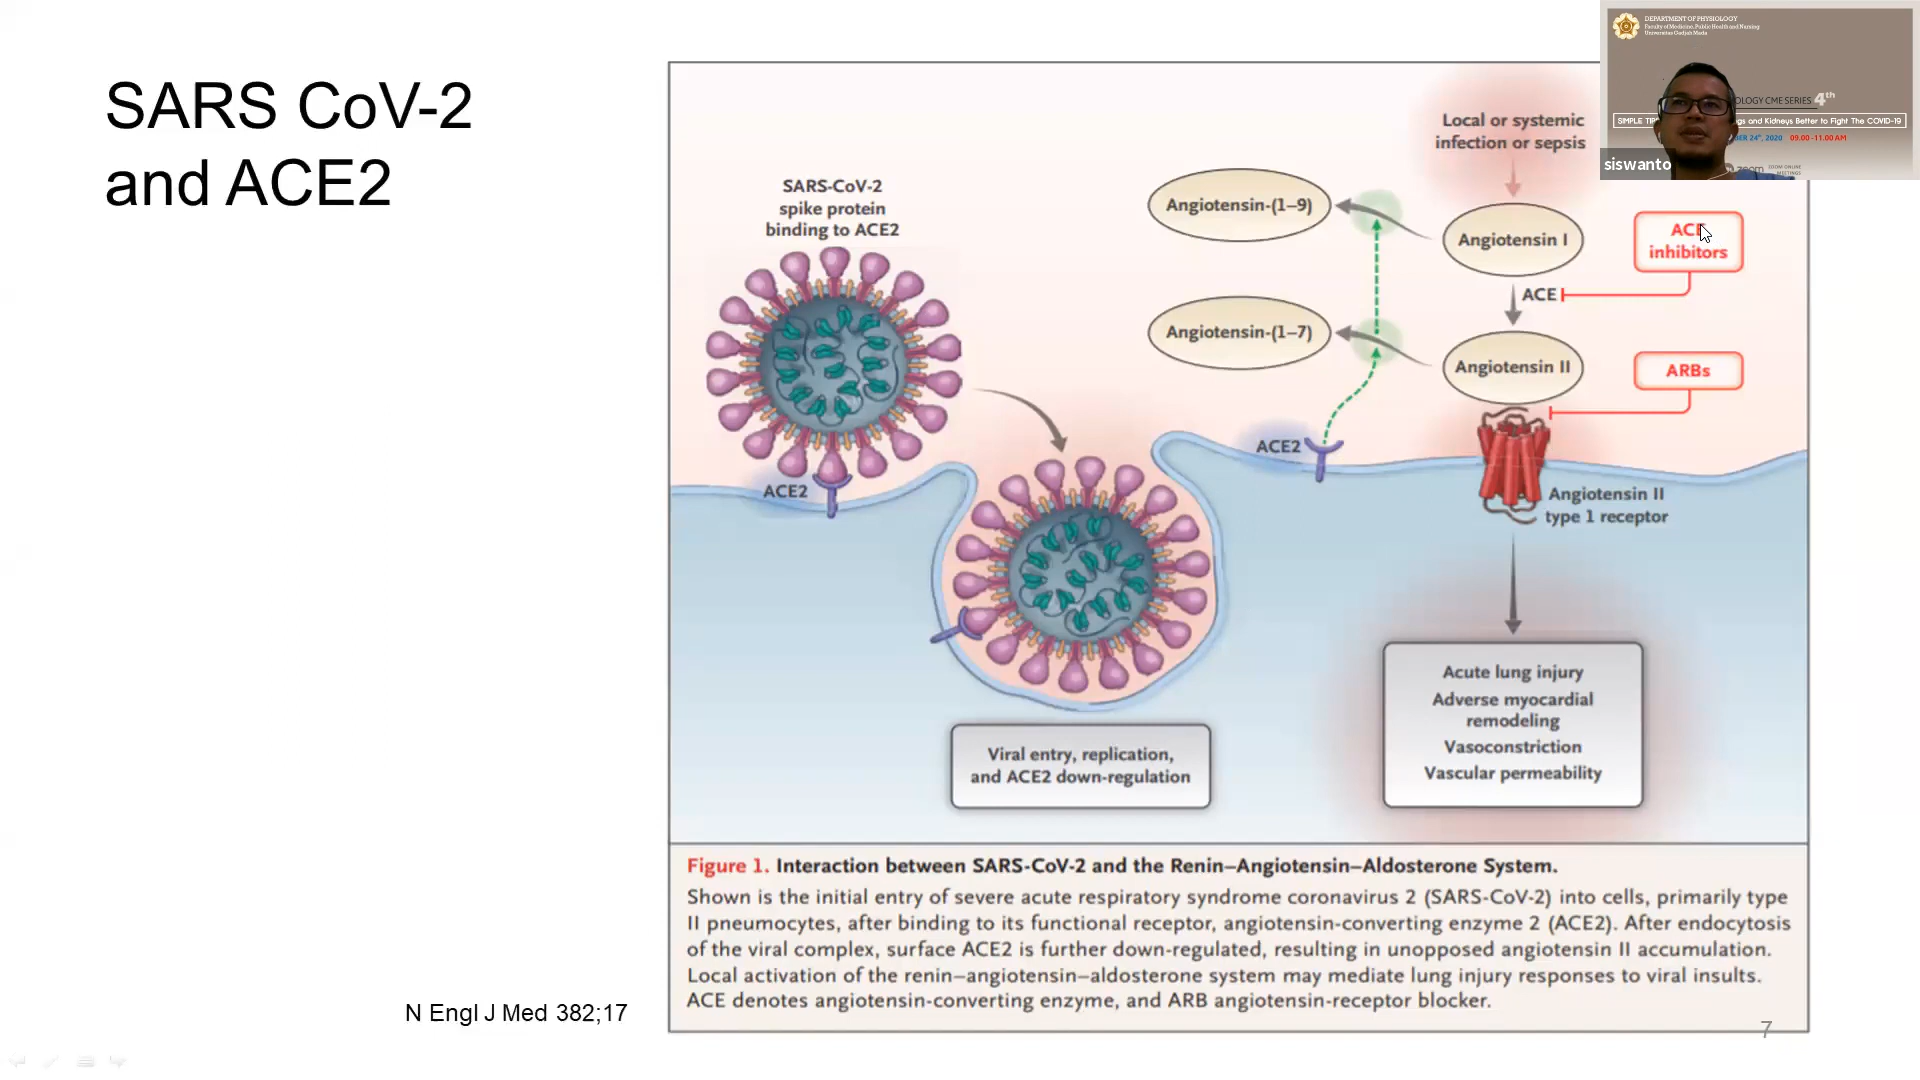 SARS CoV-2
and ACE2
SARS-CoV-2
spike protein
binding to ACE2
ACE2
Viral entry, replication,
and ACE2 down-regulation
Local or systemic
infection or sepsis
Angiotensin-(1–9)
Angiotensin I
ACE
inhibitors
ACE
Angiotensin-(1–7)
Angiotensin II
ARBs
ACE2
Angiotensin II
type 1 receptor
Acute lung injury
Adverse myocardial
remodeling
Vasoconstriction
Vascular permeability
Figure 1. Interaction between SARS-CoV-2 and the Renin–Angiotensin–Aldosterone System.
Shown is the initial entry of severe acute respiratory syndrome coronavirus 2 (SARS-CoV-2) into cells, primarily type
II pneumocytes, after binding to its functional receptor, angiotensin-converting enzyme 2 (ACE2). After endocytosis
of the viral complex, surface ACE2 is further down-regulated, resulting in unopposed angiotensin II accumulation.
Local activation of the renin–angiotensin–aldosterone system may mediate lung injury responses to viral insults.
ACE denotes angiotensin-converting enzyme, and ARB angiotensin-receptor blocker.
N Engl J Med 382;17
7
DEPARTMENT OF PHYSIOLOGY
Faculty of Medicine, Public Health and Nursing
Universitas Gadjah Mada
CME SERIES 4th
SIMPLE
and Kidneys Better to Fight The COVID-19
24th, 2020 09.00-11.00 AM
siswanto
zoom
ZOOM ONLINE
MEETINGS